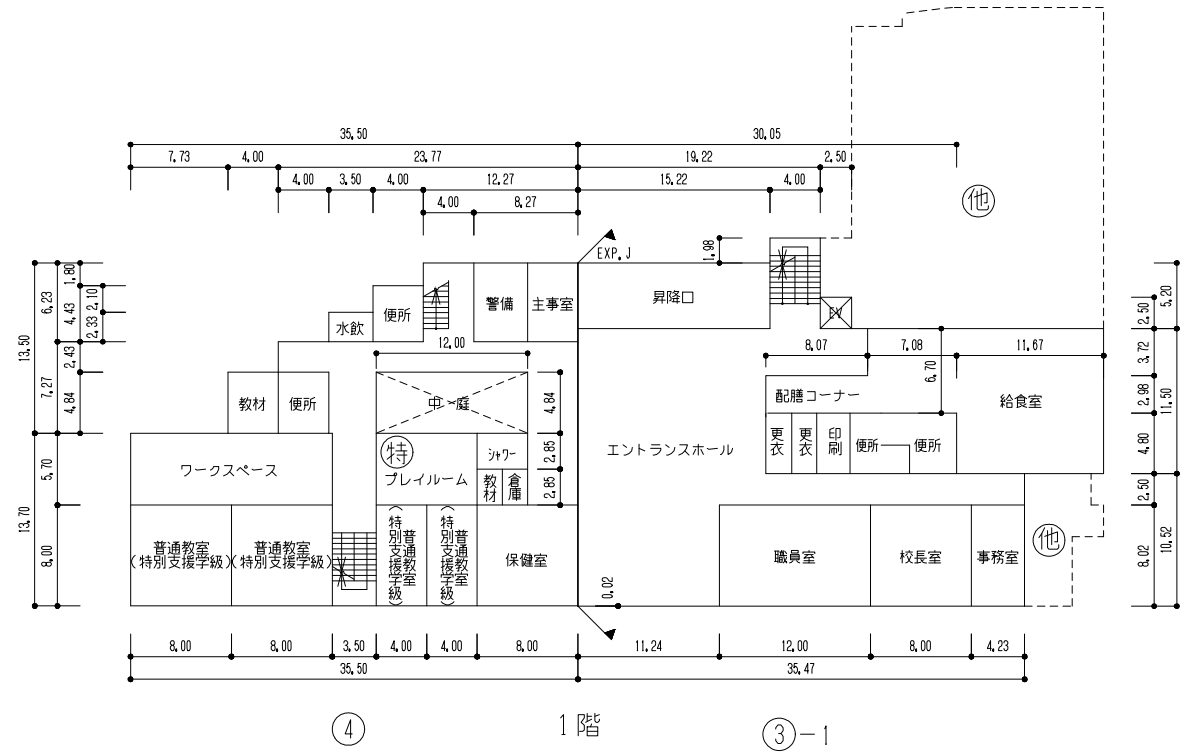 35.50
30.05
7.73
4.00
23.77
19.22
2.50
4.00
3.50
4.00
12.27
15.22
4.00
4.00
8.27
他
EXP.J
1.98
昇降口
EV
警備
主事室
便所
水飲
12.00
中 庭
教材
便所
8.07
7.08
11.67
6.70
配膳コーナー
給食室
特
シャワー
ワークスペース
プレイルーム
教材
倉庫
エントランスホール
更衣
更衣
印刷
便所
便所
4.84
2.85
2.85
普通教室
(特別支援学級)
普通教室
(特別支援学級)
普通教室
(特別支援学級)
普通教室
(特別支援学級)
保健室
0.02
職員室
校長室
事務室
他
13.50
6.23
1.80
4.43
2.10
2.33
2.43
7.27
4.84
13.70
5.70
8.00
5.20
2.50
3.72
2.98
11.50
4.80
2.50
8.02
10.52
8.00
8.00
3.50
4.00
4.00
8.00
11.24
12.00
8.00
4.23
35.50
35.47
④
1階
③-1